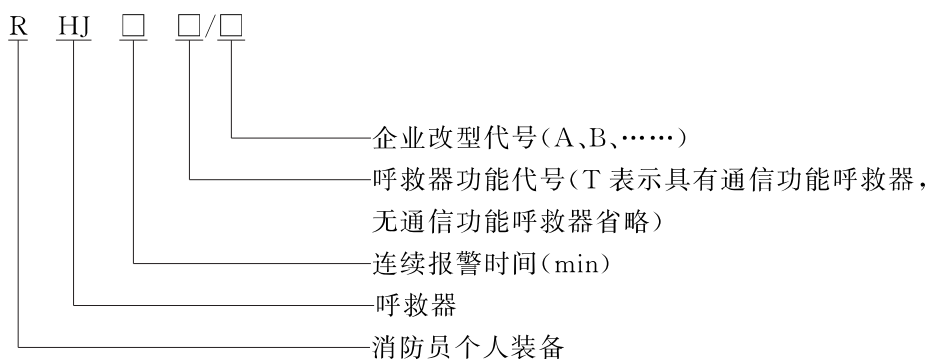 R HJ □ □/□
企业改型代号(A、B、……)
呼救器功能代号(T 表示具有通信功能呼救器,
无通信功能呼救器省略)
连续报警时间(min)
呼救器
消防员个人装备